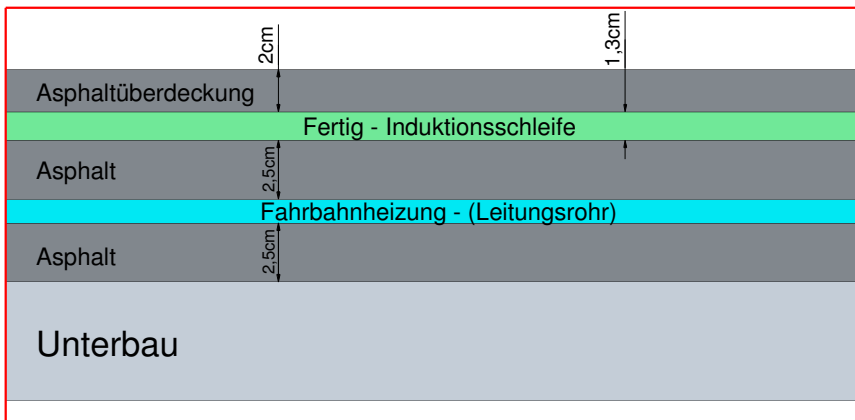 2cm
1,3cm
Asphaltüberdeckung
Fertig - Induktionsschleife
Asphalt
2,5cm
Fahrbahnheizung - (Leitungsrohr)
Asphalt
2,5cm
Unterbau